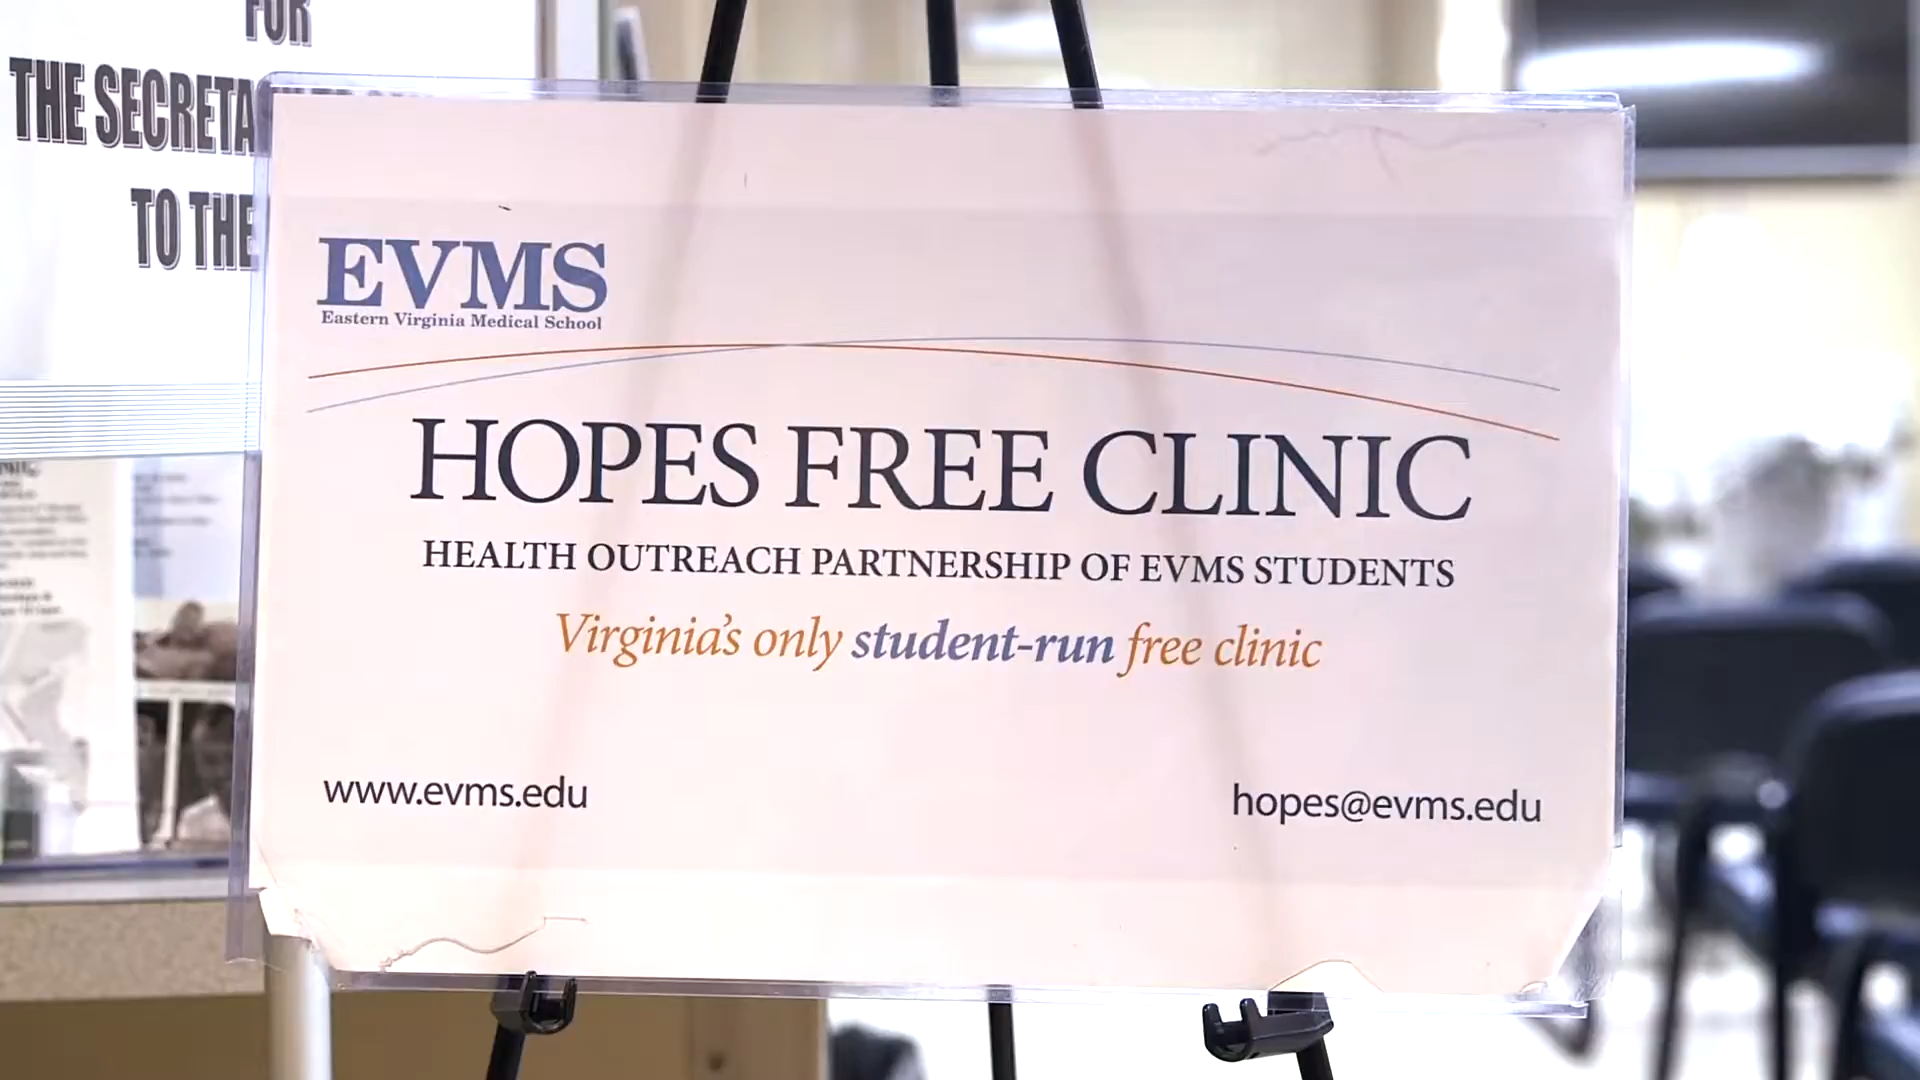 FOR
THE SECRETA
TO THE
EVMS
Eastern Virginia Medical School
HOPES FREE CLINIC
HEALTH OUTREACH PARTNERSHIP OF EVMS STUDENTS
Virginia's only student-run free clinic
www.evms.edu
hopes@evms.edu